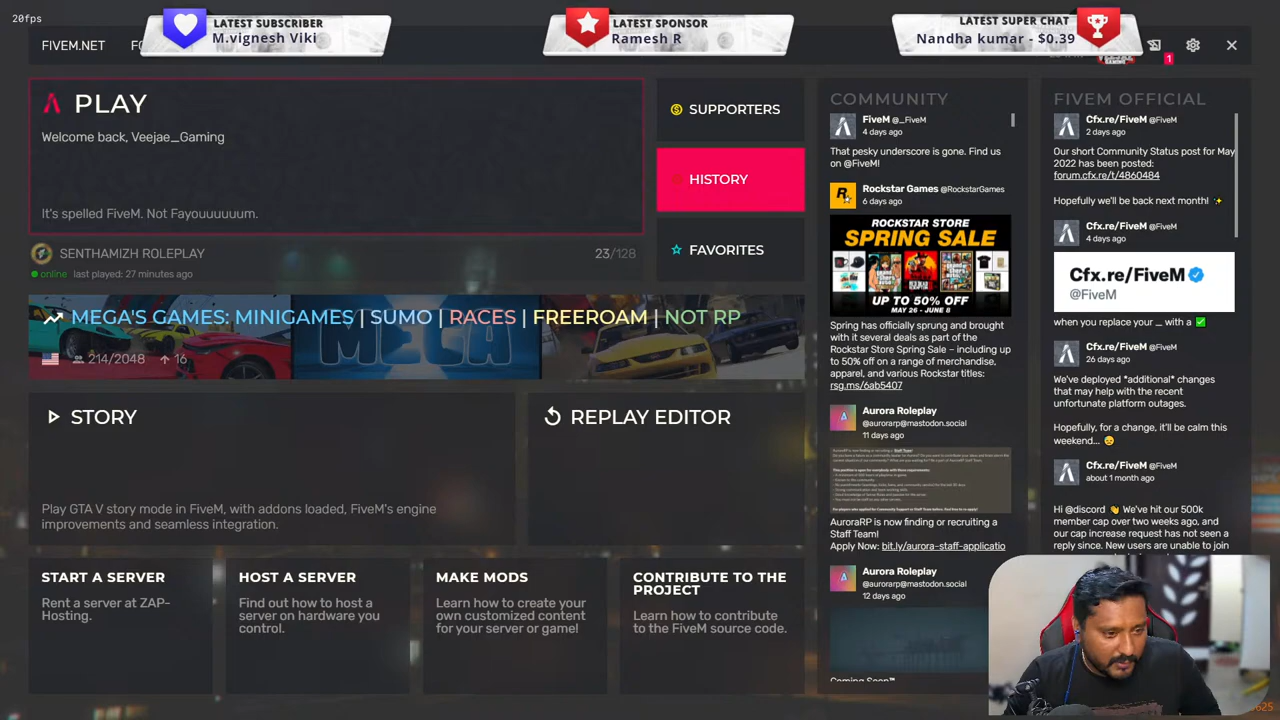 20fps
LATEST SUBSCRIBER
M.vignesh Viki
LATEST SPONSOR
Ramesh R
LATEST SUPER CHAT
Nandha kumar - $0.39
FIVEM.NET
1
PLAY
Welcome back, Veejae_Gaming
It's spelled FiveM. Not Fayouuuuuum.
SENTHAMIZH ROLEPLAY
23/128
online last played: 27 minutes ago
SUPPORTERS
HISTORY
FAVORITES
MEGA'S GAMES: MINIGAMES | SUMO | RACES | FREEROAM | NOT RP
MEGA
214/2048 16
STORY
Play GTA V story mode in FiveM, with addons loaded, FiveM's engine
improvements and seamless integration.
REPLAY EDITOR
START A SERVER
Rent a server at ZAP-
Hosting.
HOST A SERVER
Find out how to host a
server on hardware you
control.
MAKE MODS
Learn how to create your
own customized content
for your server or game!
CONTRIBUTE TO THE
PROJECT
Learn how to contribute
to the FiveM source code.
COMMUNITY
FiveM @_FiveM
4 days ago
That pesky underscore is gone. Find us
on @FiveM!
Rockstar Games @RockstarGames
6 days ago
ROCKSTAR STORE
SPRING SALE
UP TO 50% OFF
MAY 26 - JUNE 8
Spring has officially sprung and brought
with it several deals as part of the
Rockstar Store Spring Sale – including up
to 50% off on a range of merchandise,
apparel, and various Rockstar titles:
rsg.ms/6ab5407
Aurora Roleplay
@aurorarp@mastodon.social
11 days ago
AuroraRP is now finding or recruiting a
Staff Team!
Apply Now: bit.ly/aurora-staff-applicatio
Aurora Roleplay
@aurorarp@mastodon.social
12 days ago
Coming Soon™
FIVEM OFFICIAL
Cfx.re/FiveM @FiveM
2 days ago
Our short Community Status post for May
2022 has been posted:
forum.cfx.re/t/4860484
Hopefully we'll be back next month! ✨
Cfx.re/FiveM @FiveM
4 days ago
Cfx.re/FiveM
@FiveM
when you replace your _ with a ✅
Cfx.re/FiveM @FiveM
26 days ago
We've deployed *additional* changes
that may help with the recent
unfortunate platform outages.
Hopefully, for a change, it'll be calm this
weekend... 😥
Cfx.re/FiveM @FiveM
about 1 month ago
Hi @discord 👋 We've hit our 500k
member cap over two weeks ago, and
our cap increase request has not seen a
reply since. New users are unable to join
625